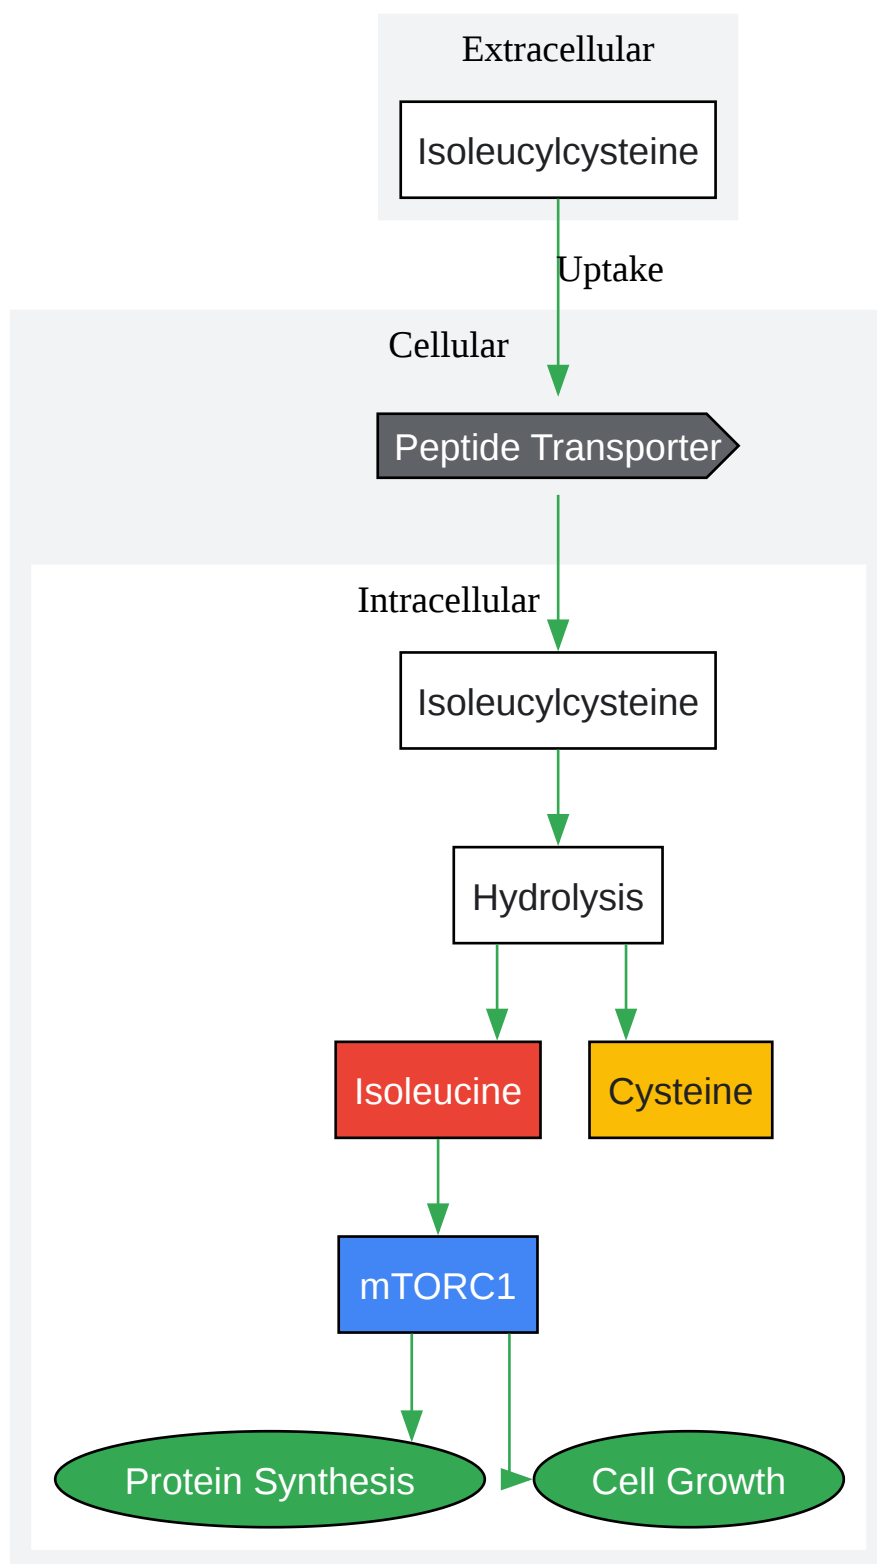 Extracellular
Isoleucylcysteine
Uptake
Cellular
Peptide Transporter
Intracellular
Isoleucylcysteine
Hydrolysis
Isoleucine
Cysteine
mTORC1
Protein Synthesis
Cell Growth